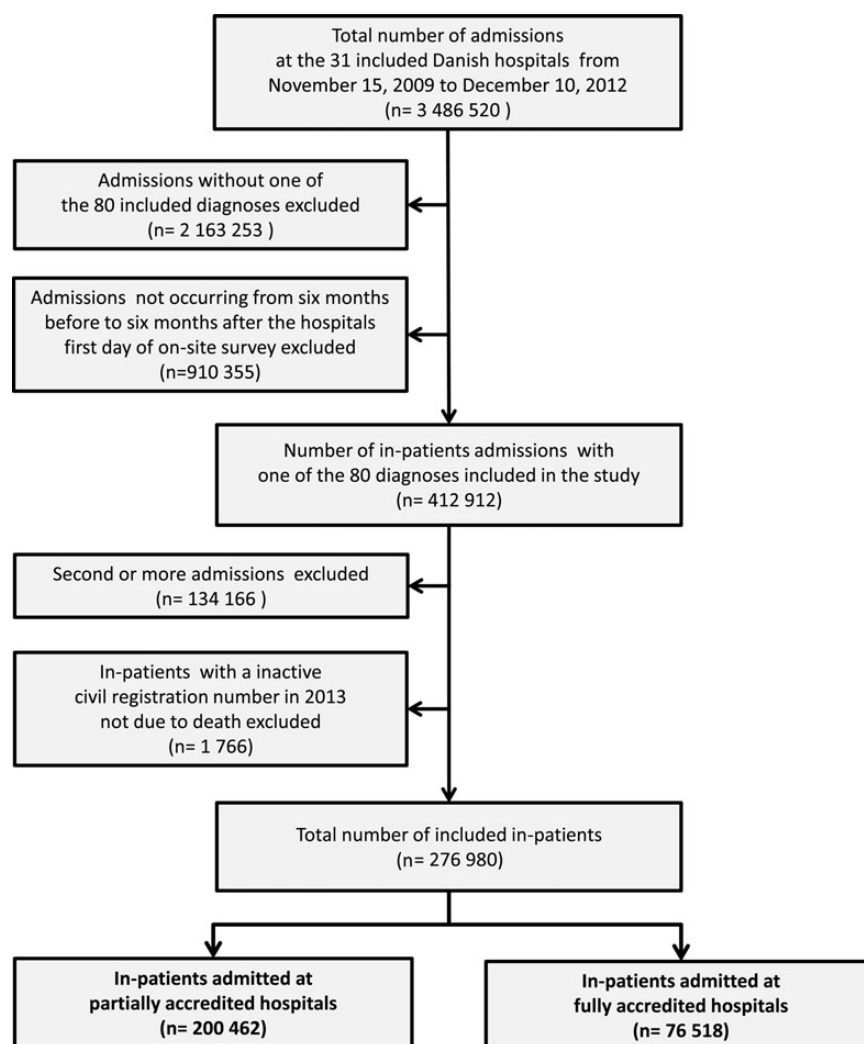 Total number of admissions
at the 31 included Danish hospitals from
November 15, 2009 to December 10, 2012
(n= 3 486 520 )
Admissions without one of
the 80 included diagnoses excluded
(n= 2 163 253 )
Admissions not occurring from six months
before to six months after the hospitals
first day of on-site survey excluded
(n=910 355)
Number of in-patients admissions with
one of the 80 diagnoses included in the study
(n= 412 912)
Second or more admissions excluded
(n= 134 166 )
In-patients with a inactive
civil registration number in 2013
not due to death excluded
(n= 1 766)
Total number of included in-patients
(n= 276 980)
In-patients admitted at
partially accredited hospitals
(n= 200 462)
In-patients admitted at
fully accredited hospitals
(n= 76 518)